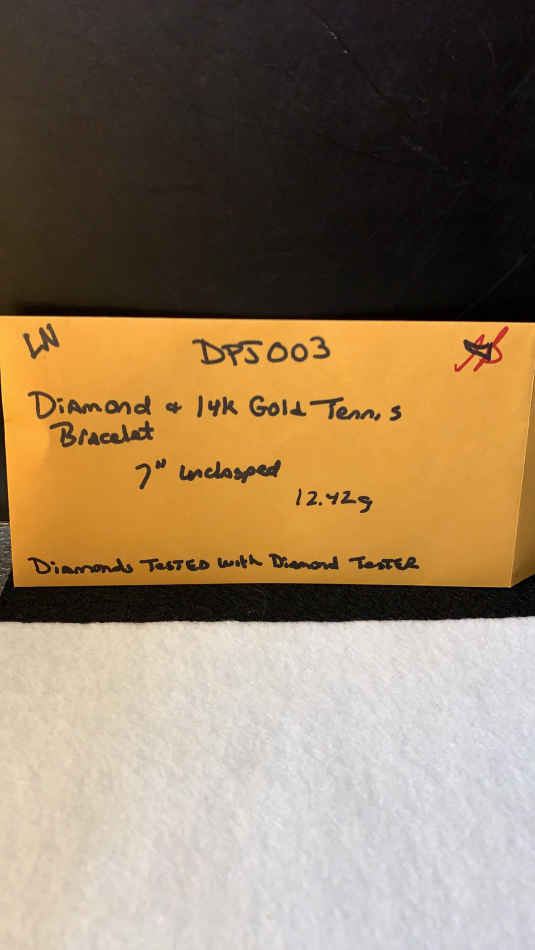 LN
DPJ003
Diamond & 14K Gold Tennis
Bracelet
7" unclasped
12.42g
Diamonds TESTED with Diamond TESTER